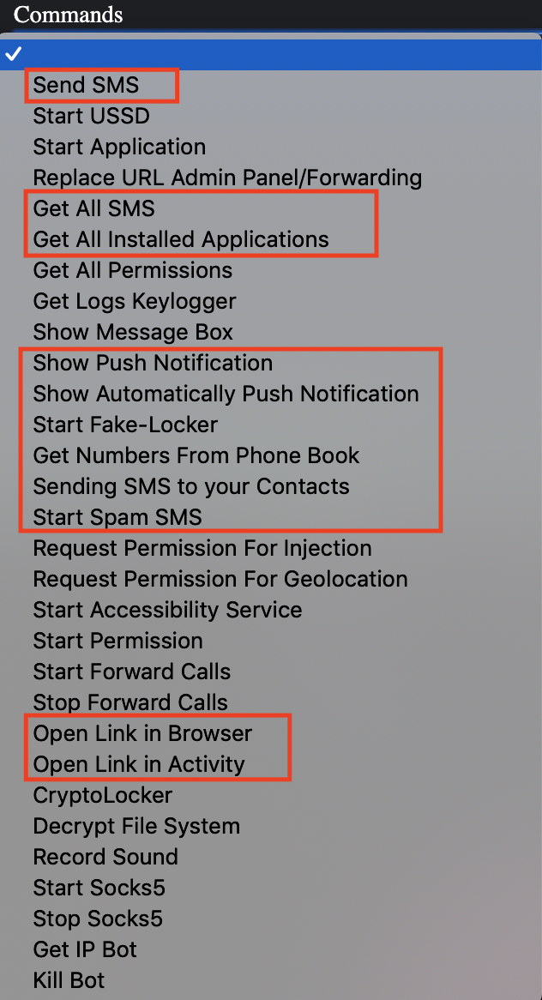 Commands
Send SMS
Start USSD
Start Application
Replace URL Admin Panel/Forwarding
Get All SMS
Get All Installed Applications
Get All Permissions
Get Logs Keylogger
Show Message Box
Show Push Notification
Show Automatically Push Notification
Start Fake-Locker
Get Numbers From Phone Book
Sending SMS to your Contacts
Start Spam SMS
Request Permission For Injection
Request Permission For Geolocation
Start Accessibility Service
Start Permission
Start Forward Calls
Stop Forward Calls
Open Link in Browser
Open Link in Activity
CryptoLocker
Decrypt File System
Record Sound
Start Socks5
Stop Socks5
Get IP Bot
Kill Bot